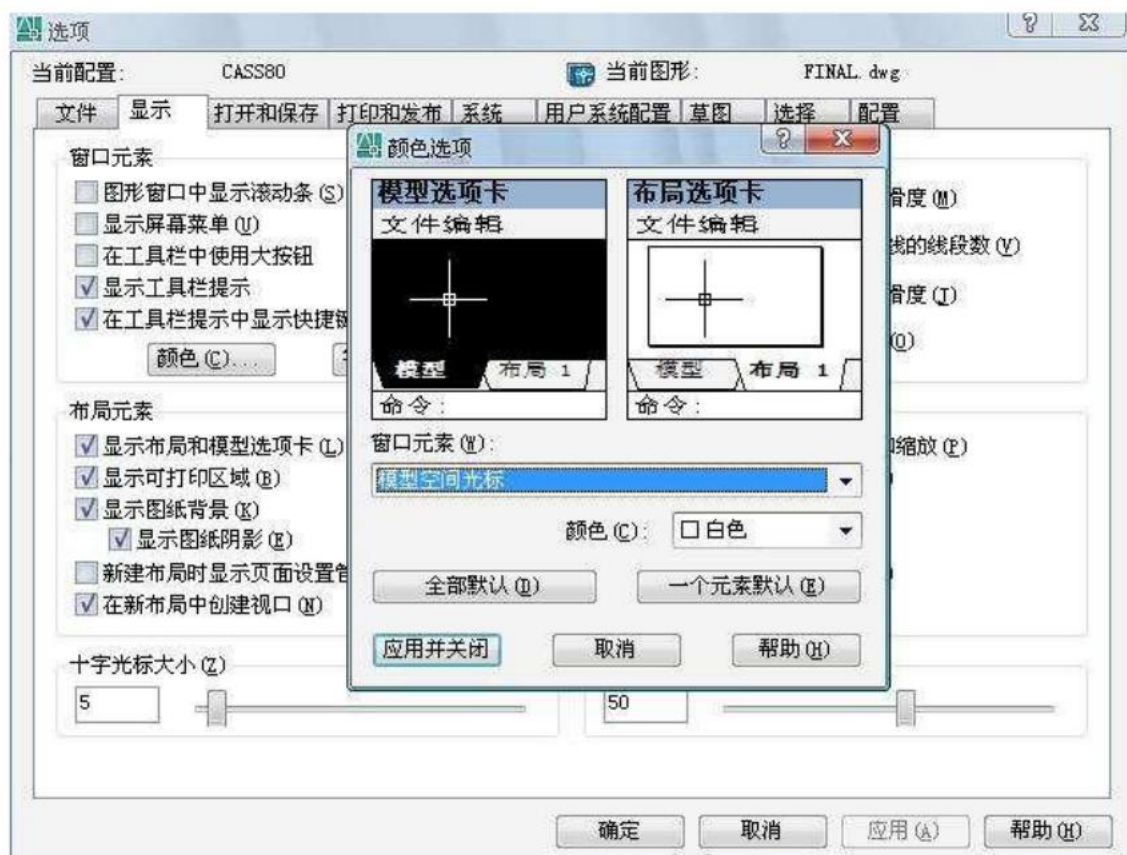 选项
当前配置: CASS80 当前图形: FINAL.dwg
文件 显示 打开和保存 打印和发布 系统 用户系统配置 草图 选择 配置
窗口元素
图形窗口中显示滚动条(S)
显示屏幕菜单(U)
在工具栏中使用大按钮
显示工具栏提示
在工具栏提示中显示快捷键
颜色(C)...
布局元素
显示布局和模型选项卡(L)
显示可打印区域(B)
显示图纸背景(K)
显示图纸阴影(E)
新建布局时显示页面设置管
在新布局中创建视口(N)
十字光标大小(Z)
5
滑度(M)
线的线段数(V)
滑度(J)
(O)
缩放(P)
50
颜色选项
模型选项卡 布局选项卡
文件编辑 文件编辑
模型 布局 1 模型 布局 1
命令: 命令:
窗口元素(W):
模型空间光标
颜色(C): 白色
全部默认(D) 一个元素默认(E)
应用并关闭 取消 帮助(H)
确定 取消 应用(A) 帮助(H)